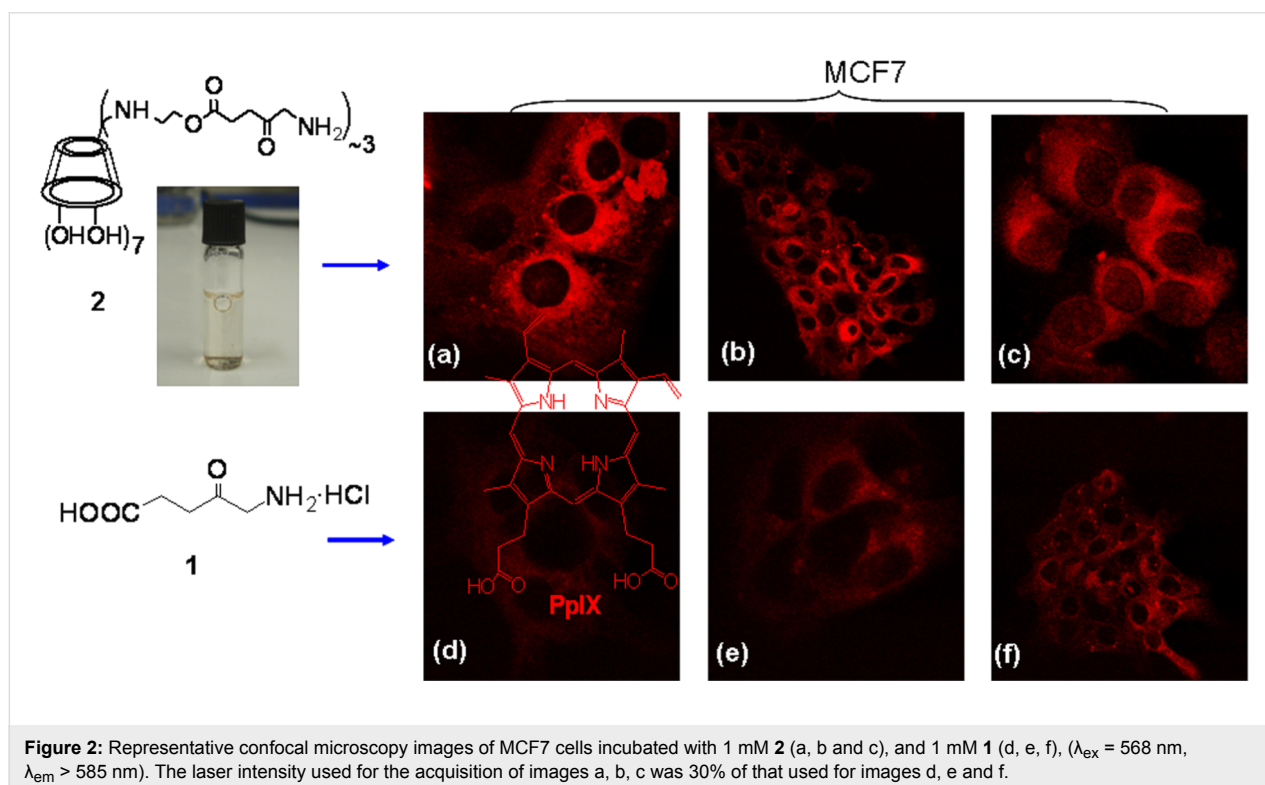 MCF7
NH
O
O
O
NH2
~3
(OHOH)7
2
(a)
(b)
(c)
NH
N
N
HN
HO
O
HO
O
PpIX
(d)
(e)
(f)
O
HOOC
NH2·HCl
1
Figure 2: Representative confocal microscopy images of MCF7 cells incubated with 1 mM 2 (a, b and c), and 1 mM 1 (d, e, f), (λex = 568 nm,
λem > 585 nm). The laser intensity used for the acquisition of images a, b, c was 30% of that used for images d, e and f.